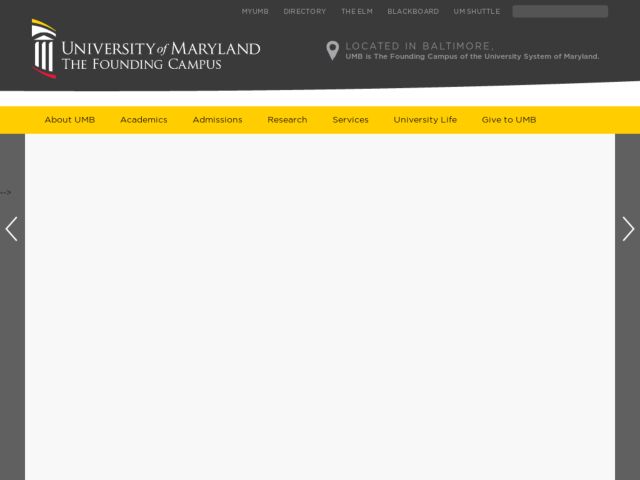 MYUMB DIRECTORY THE ELM BLACKBOARD UM SHUTTLE
UNIVERSITY of MARYLAND
THE FOUNDING CAMPUS
LOCATED IN BALTIMORE,
UMB is The Founding Campus of the University System of Maryland.
About UMB Academics Admissions Research Services University Life Give to UMB
-->